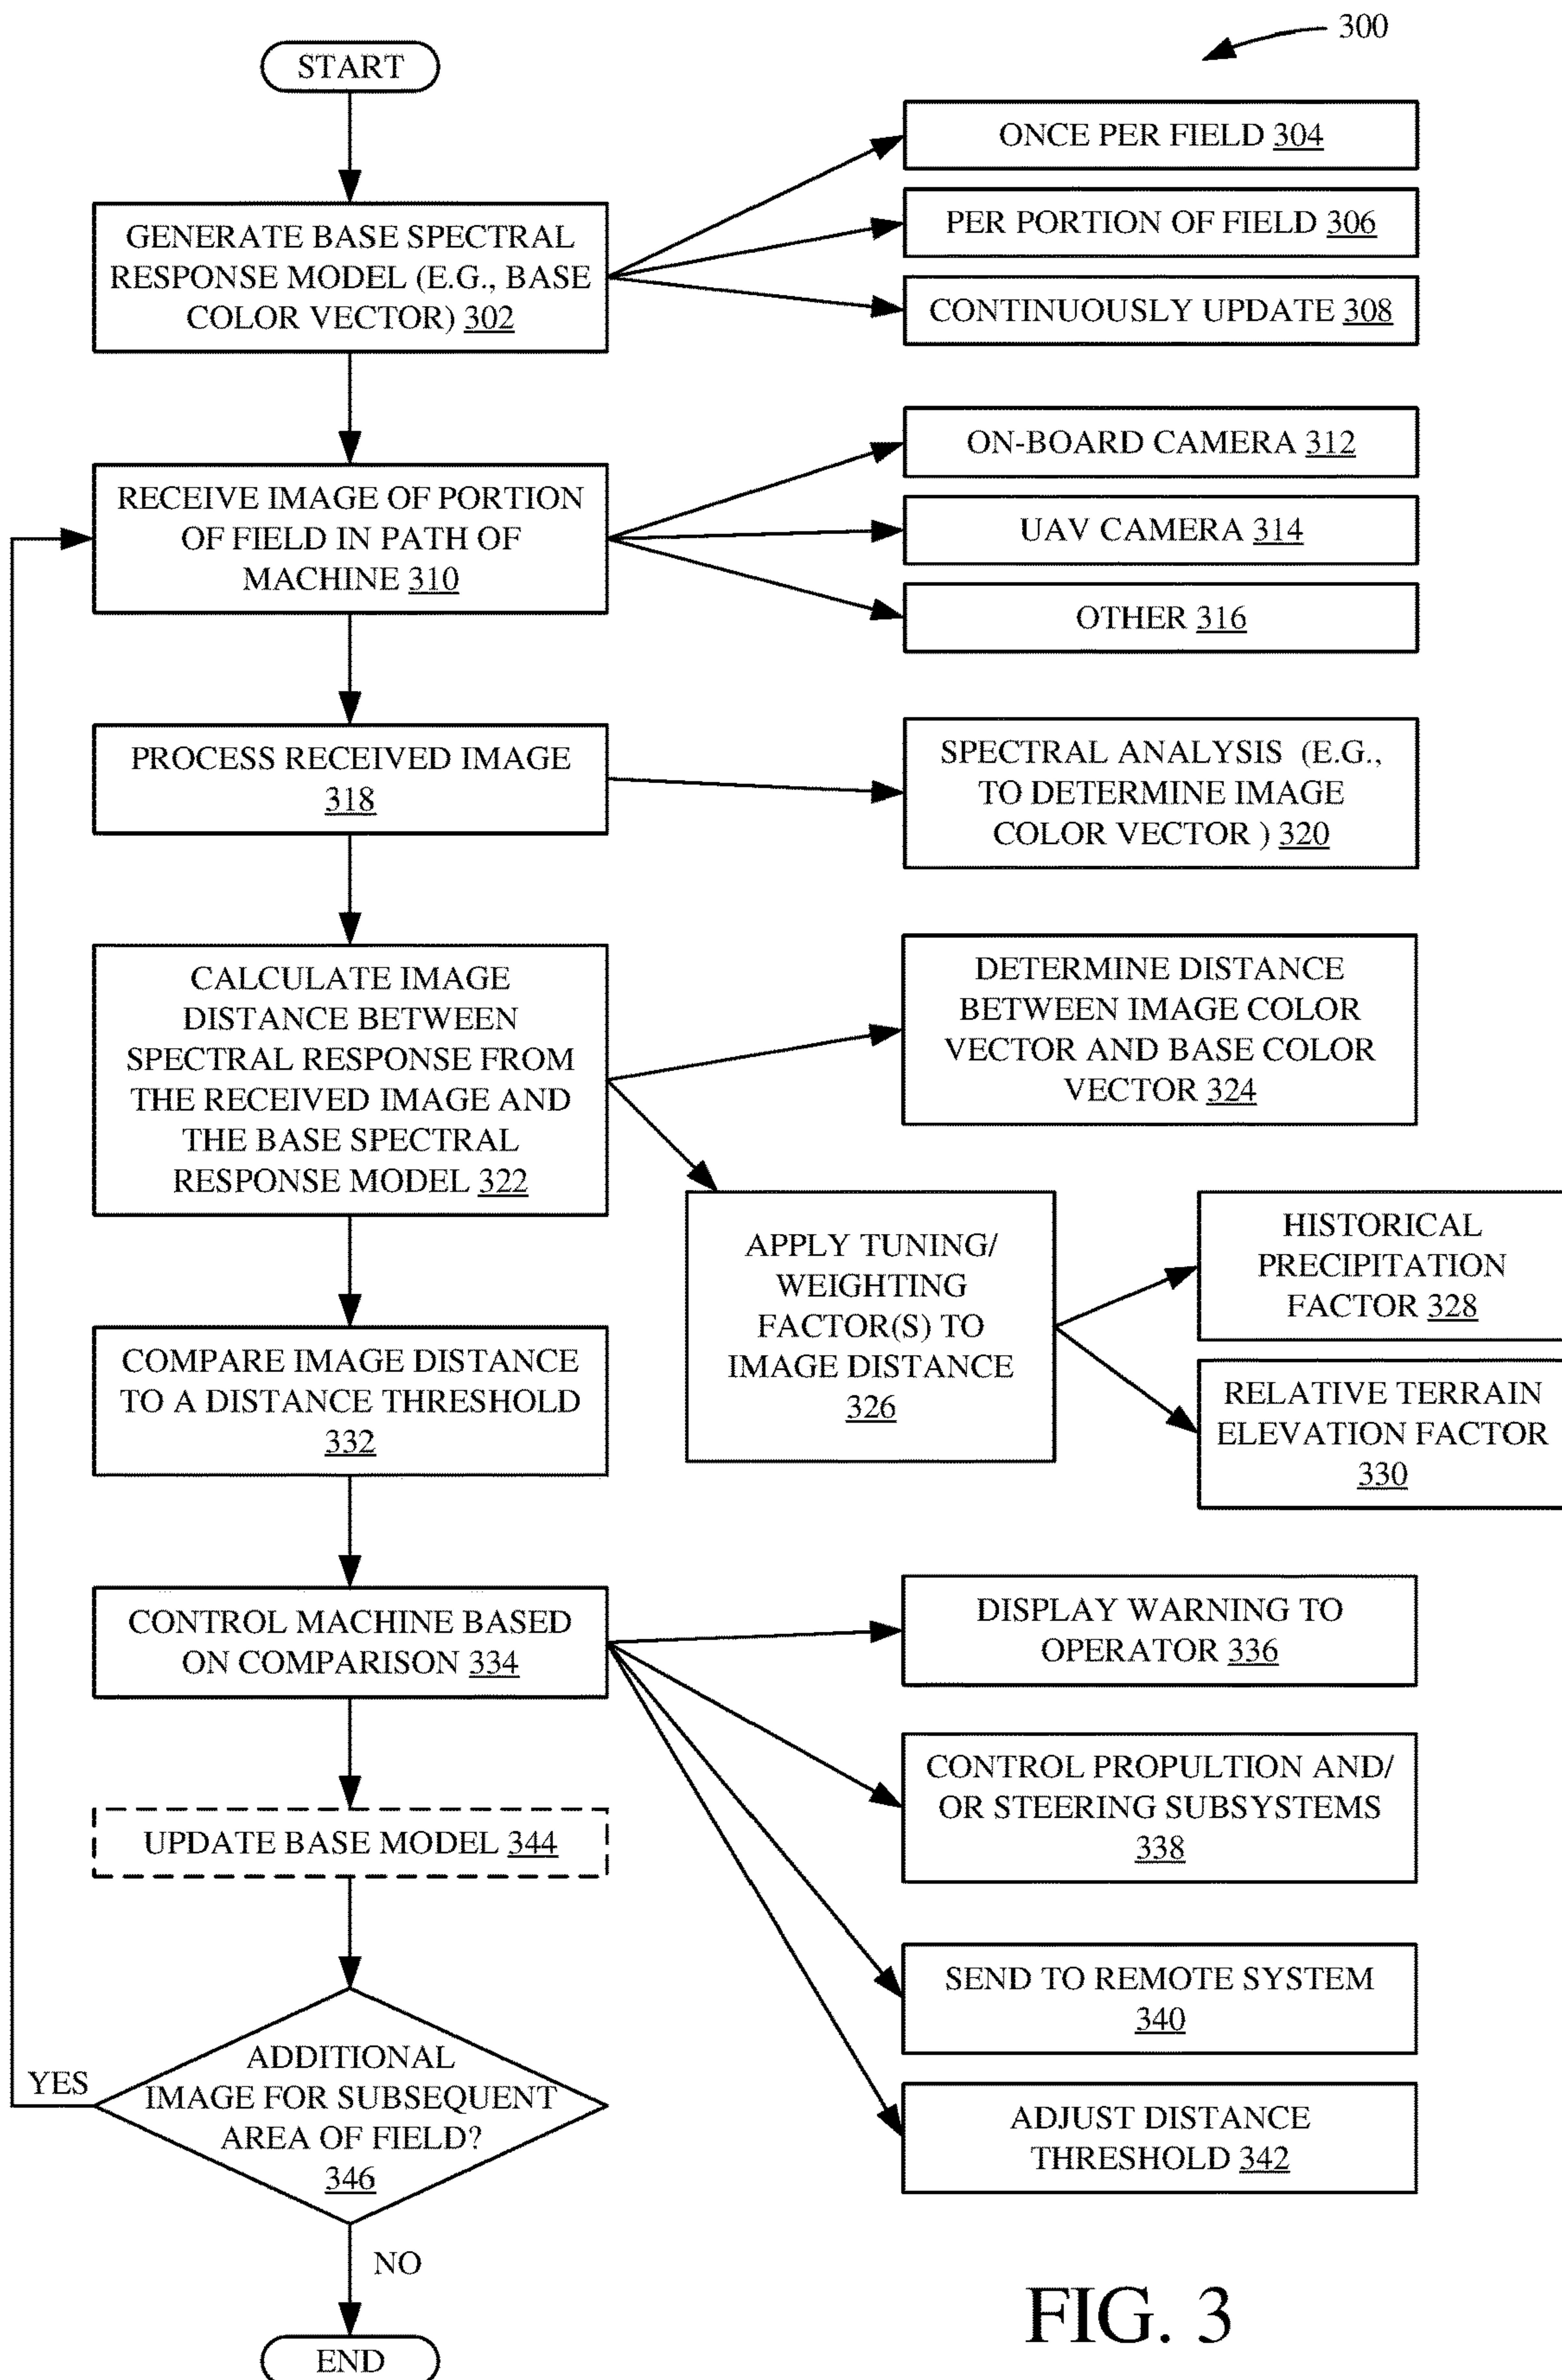 300
START
ONCE PER FIELD 304
GENERATE BASE SPECTRAL
RESPONSE MODEL (E.G., BASE
COLOR VECTOR) 302
PER PORTION OF FIELD 306
CONTINUOUSLY UPDATE 308
RECEIVE IMAGE OF PORTION
OF FIELD IN PATH OF
MACHINE 310
ON-BOARD CAMERA 312
UAV CAMERA 314
OTHER 316
PROCESS RECEIVED IMAGE
318
SPECTRAL ANALYSIS (E.G.,
TO DETERMINE IMAGE
COLOR VECTOR ) 320
CALCULATE IMAGE
DISTANCE BETWEEN
SPECTRAL RESPONSE FROM
THE RECEIVED IMAGE AND
THE BASE SPECTRAL
RESPONSE MODEL 322
DETERMINE DISTANCE
BETWEEN IMAGE COLOR
VECTOR AND BASE COLOR
VECTOR 324
APPLY TUNING/
WEIGHTING
FACTOR(S) TO
IMAGE DISTANCE
326
HISTORICAL
PRECIPITATION
FACTOR 328
RELATIVE TERRAIN
ELEVATION FACTOR
330
COMPARE IMAGE DISTANCE
TO A DISTANCE THRESHOLD
332
CONTROL MACHINE BASED
ON COMPARISON 334
DISPLAY WARNING TO
OPERATOR 336
CONTROL PROPULTION AND/
OR STEERING SUBSYSTEMS
338
SEND TO REMOTE SYSTEM
340
ADJUST DISTANCE
THRESHOLD 342
UPDATE BASE MODEL 344
ADDITIONAL
IMAGE FOR SUBSEQUENT
AREA OF FIELD?
346
YES
NO
END
FIG. 3